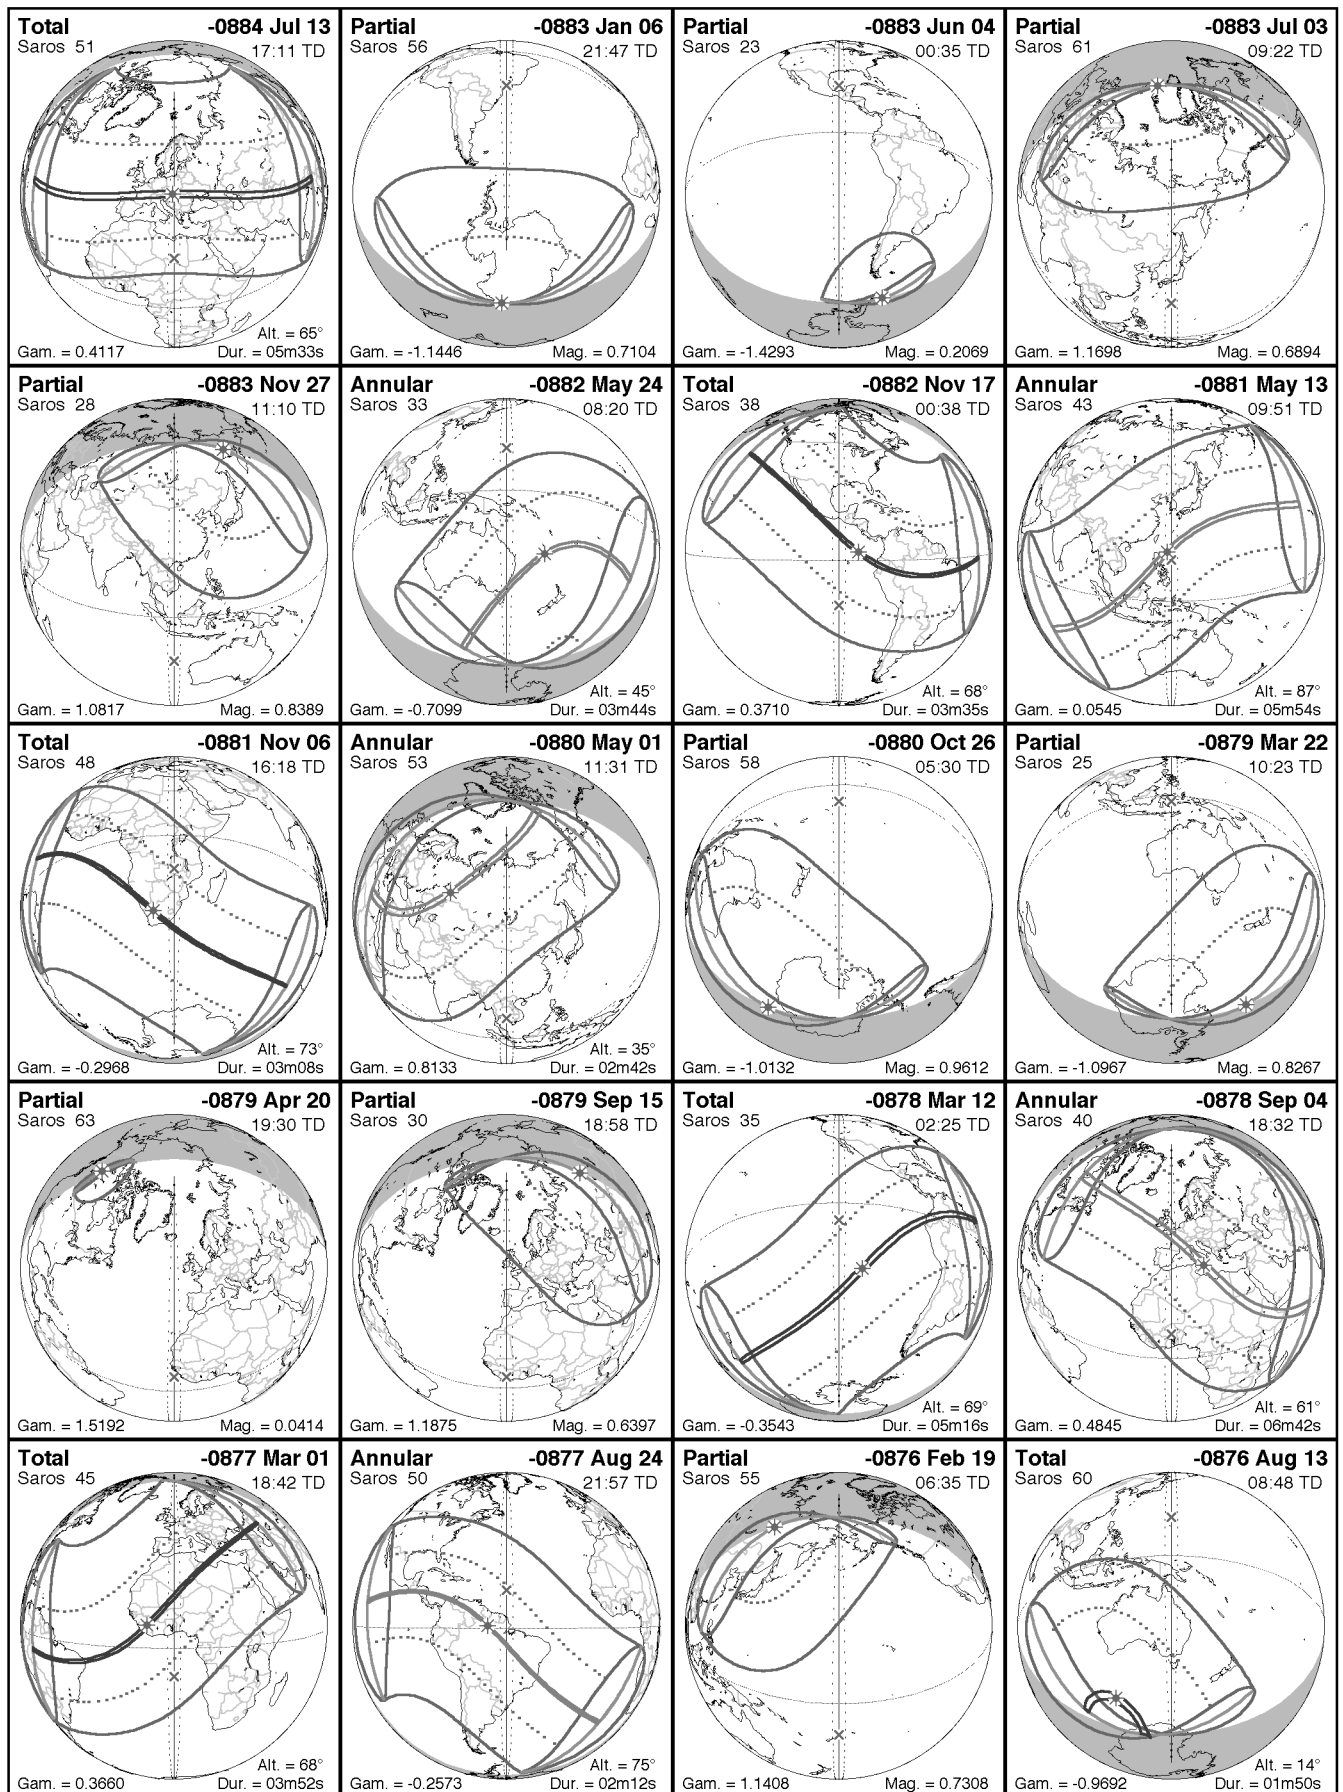 Total -0884 Jul 13
Saros 51 17:11 TD
Alt. = 65°
Gam. = 0.4117 Dur. = 05m33s
Partial -0883 Jan 06
Saros 56 21:47 TD
Gam. = -1.1446 Mag. = 0.7104
Partial -0883 Jun 04
Saros 23 00:35 TD
Gam. = -1.4293 Mag. = 0.2069
Partial -0883 Jul 03
Saros 61 09:22 TD
Gam. = 1.1698 Mag. = 0.6894
Partial -0883 Nov 27
Saros 28 11:10 TD
Gam. = 1.0817 Mag. = 0.8389
Annular -0882 May 24
Saros 33 08:20 TD
Alt. = 45°
Gam. = -0.7099 Dur. = 03m44s
Total -0882 Nov 17
Saros 38 00:38 TD
Alt. = 68°
Gam. = 0.3710 Dur. = 03m35s
Annular -0881 May 13
Saros 43 09:51 TD
Alt. = 87°
Gam. = 0.0545 Dur. = 05m54s
Total -0881 Nov 06
Saros 48 16:18 TD
Alt. = 73°
Gam. = -0.2968 Dur. = 03m08s
Annular -0880 May 01
Saros 53 11:31 TD
Alt. = 35°
Gam. = 0.8133 Dur. = 02m42s
Partial -0880 Oct 26
Saros 58 05:30 TD
Gam. = -1.0132 Mag. = 0.9612
Partial -0879 Mar 22
Saros 25 10:23 TD
Gam. = -1.0967 Mag. = 0.8267
Partial -0879 Apr 20
Saros 63 19:30 TD
Gam. = 1.5192 Mag. = 0.0414
Partial -0879 Sep 15
Saros 30 18:58 TD
Gam. = 1.1875 Mag. = 0.6397
Total -0878 Mar 12
Saros 35 02:25 TD
Alt. = 69°
Gam. = -0.3543 Dur. = 05m16s
Annular -0878 Sep 04
Saros 40 18:32 TD
Alt. = 61°
Gam. = 0.4845 Dur. = 06m42s
Total -0877 Mar 01
Saros 45 18:42 TD
Alt. = 68°
Gam. = 0.3660 Dur. = 03m52s
Annular -0877 Aug 24
Saros 50 21:57 TD
Alt. = 75°
Gam. = -0.2573 Dur. = 02m12s
Partial -0876 Feb 19
Saros 55 06:35 TD
Gam. = 1.1408 Mag. = 0.7308
Total -0876 Aug 13
Saros 60 08:48 TD
Alt. = 14°
Gam. = -0.9692 Dur. = 01m50s